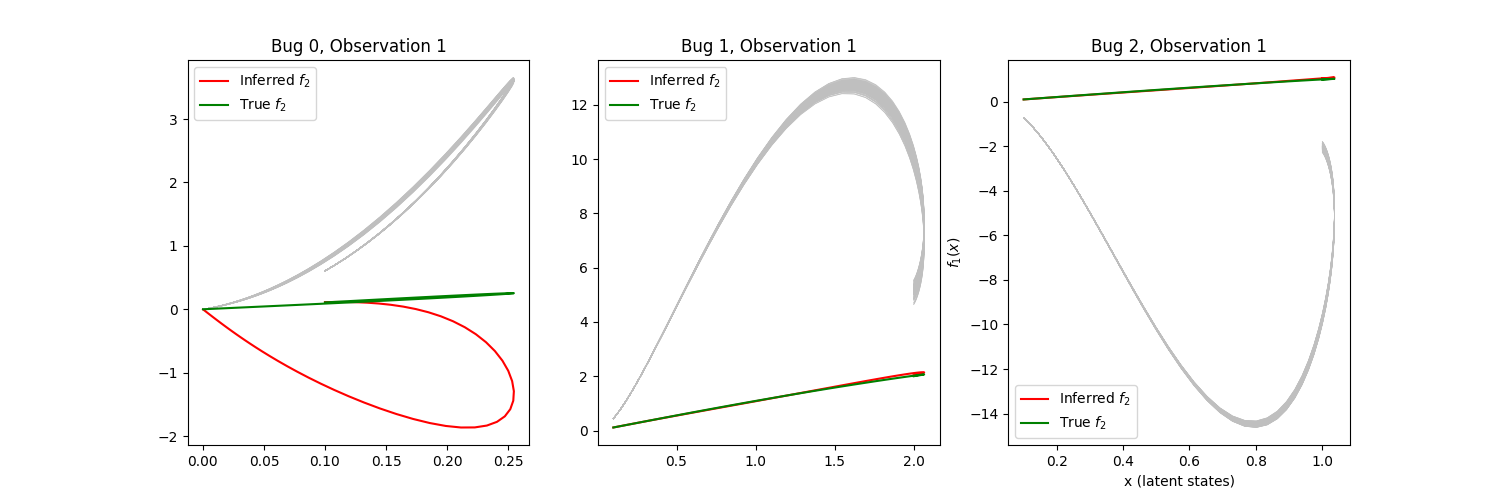 Bug 0, Observation 1
Inferred f₂
True f₂
3
2
1
0
−1
−2
0.00 0.05 0.10 0.15 0.20 0.25
Bug 1, Observation 1
Inferred f₂
True f₂
12
10
8
6
4
2
0
0.5 1.0 1.5 2.0
Bug 2, Observation 1
f₁(x)
0
−2
−4
−6
−8
−10
−12
−14
Inferred f₂
True f₂
0.2 0.4 0.6 0.8 1.0
x (latent states)